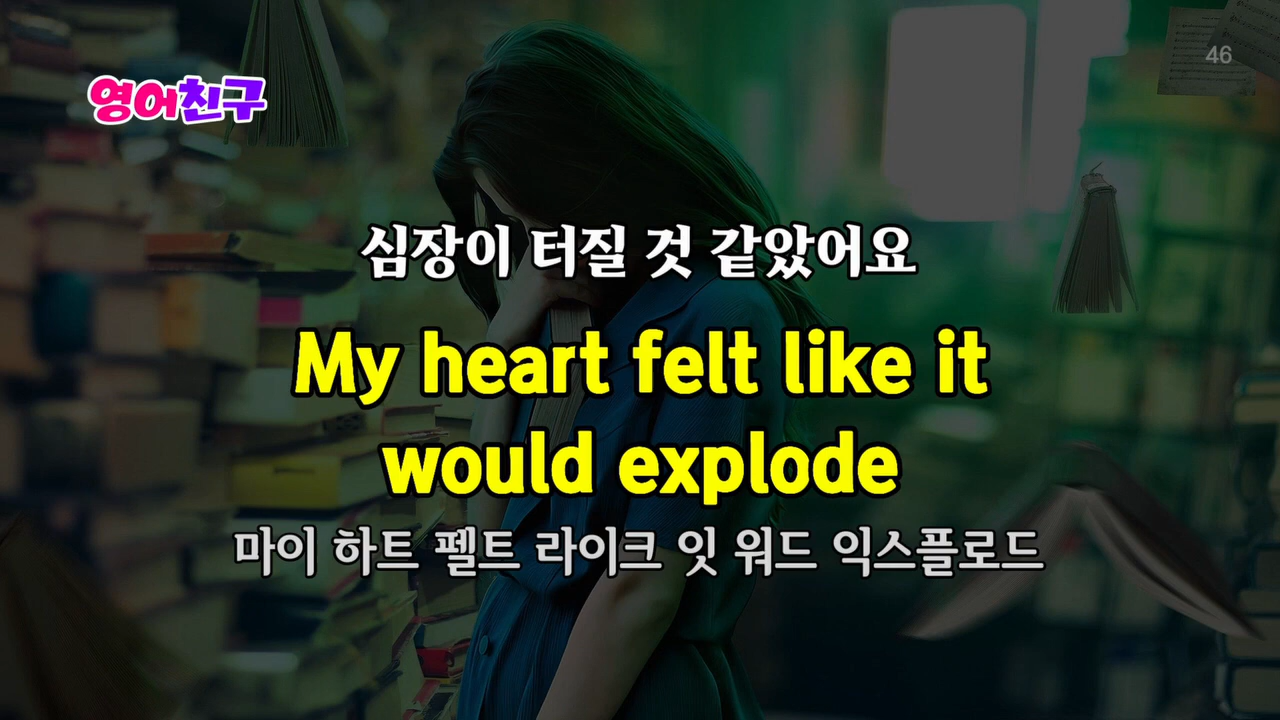 46
영어친구
심장이 터질 것 같았어요
My heart felt like it
would explode
마이 하트 펠트 라이크 잇 워드 익스플로드